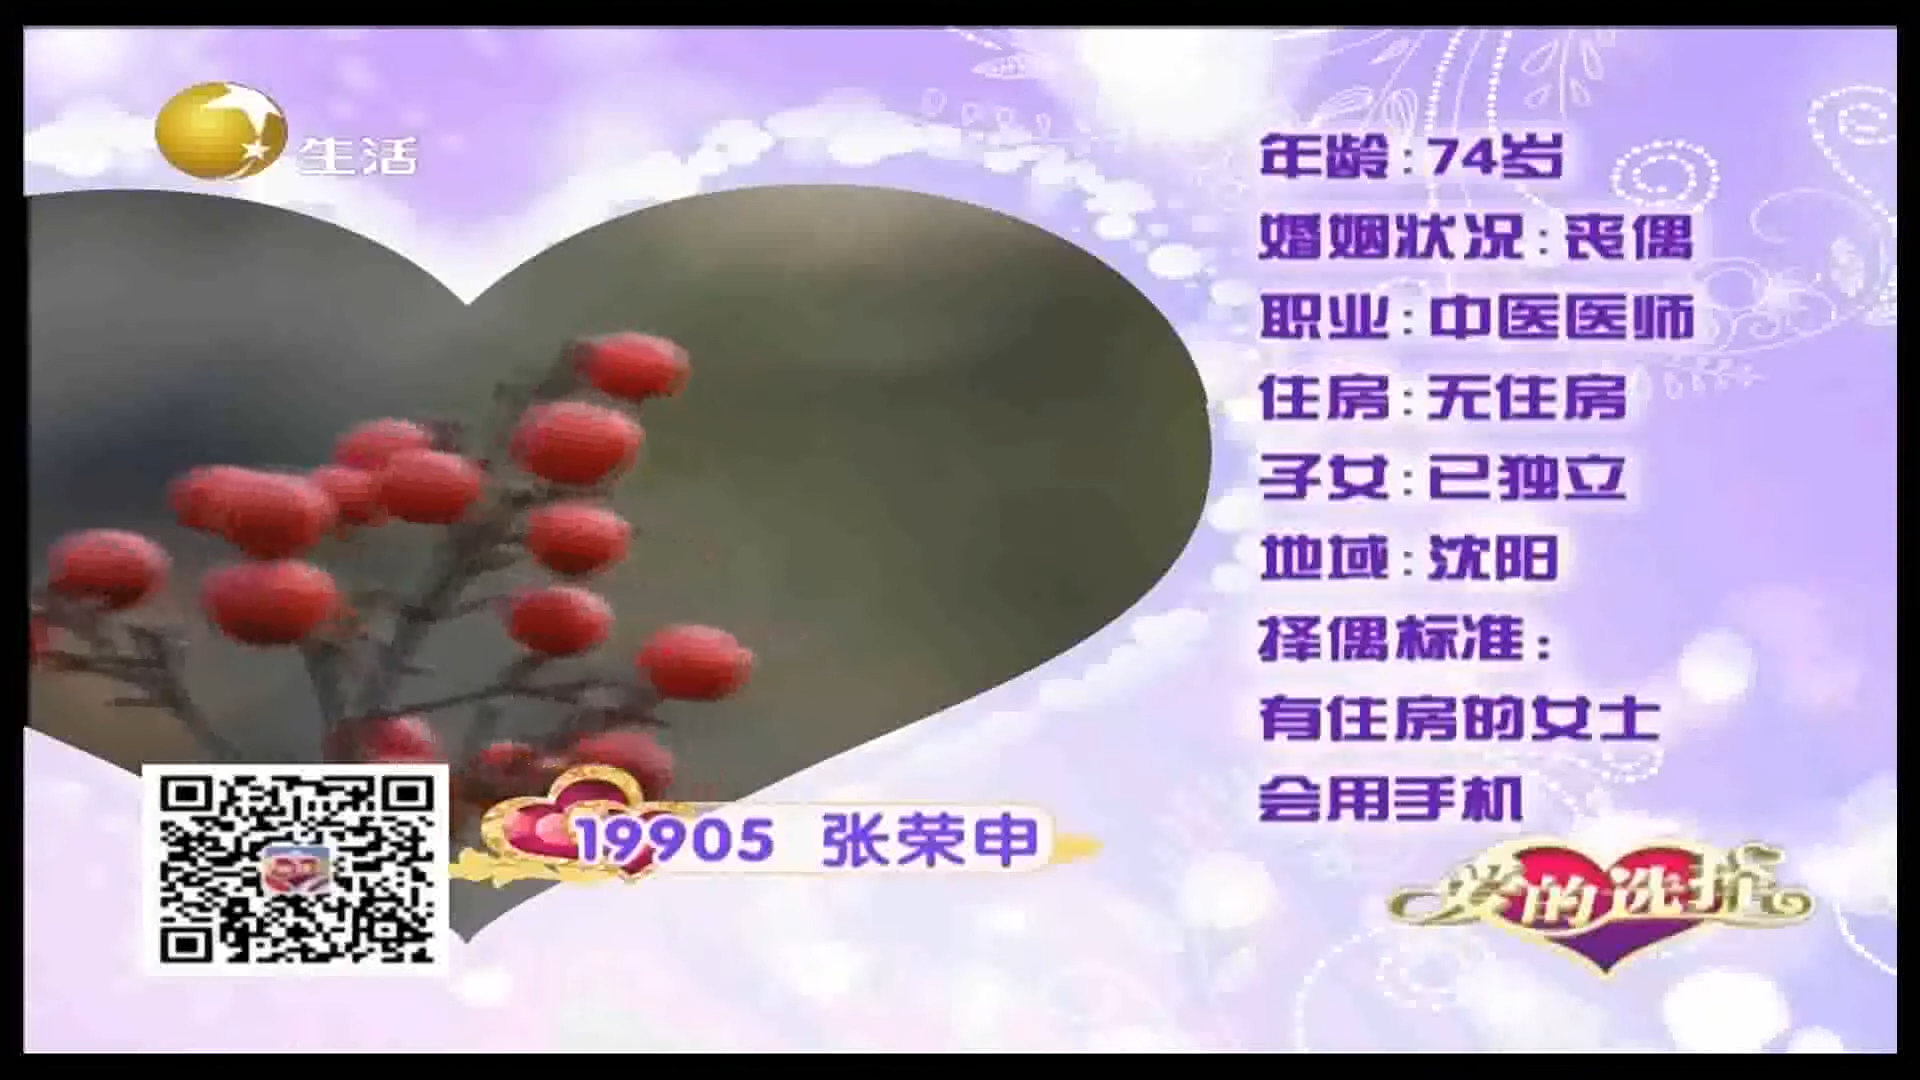 生活
年龄:74岁
婚姻状况:丧偶
职业:中医医师
住房:无住房
子女:已独立
地域:沈阳
择偶标准:
有住房的女士
会用手机
19905 张荣申
爱的选择